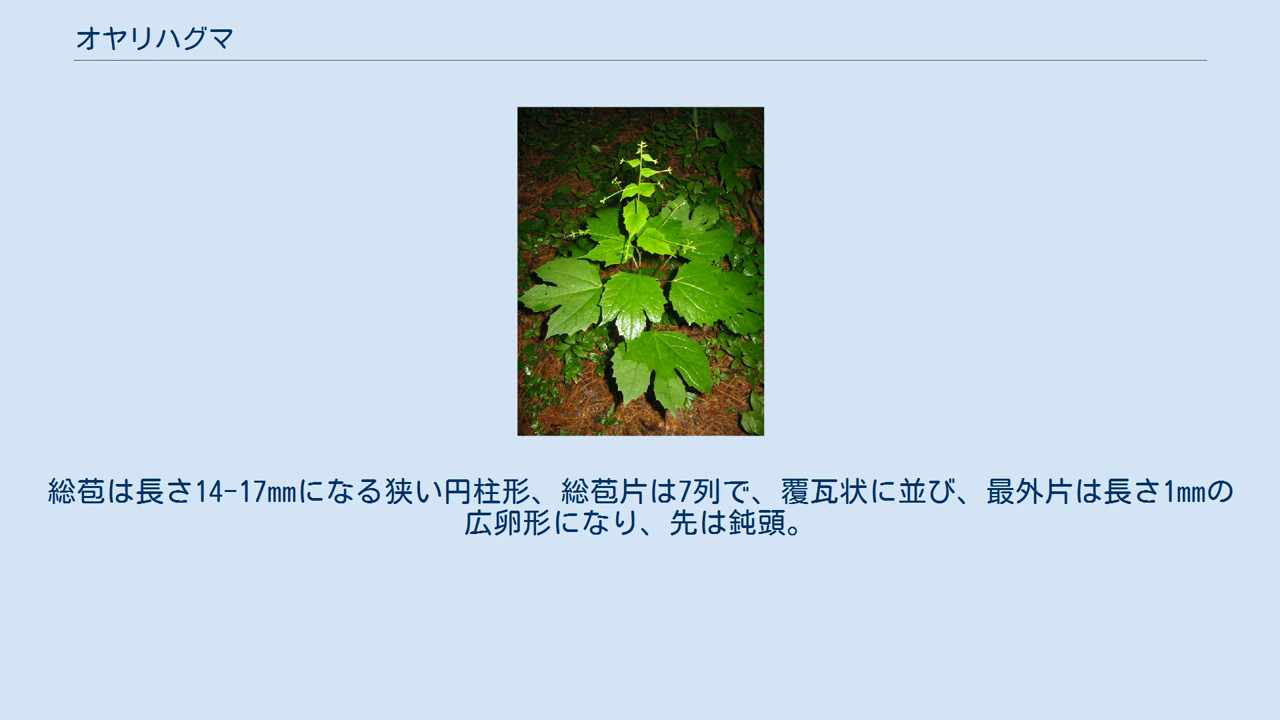 オヤリハグマ
総苞は長さ14-17mmになる狭い円柱形、総苞片は7列で、覆瓦状に並び、最外片は長さ1mmの
広卵形になり、先は鈍頭。